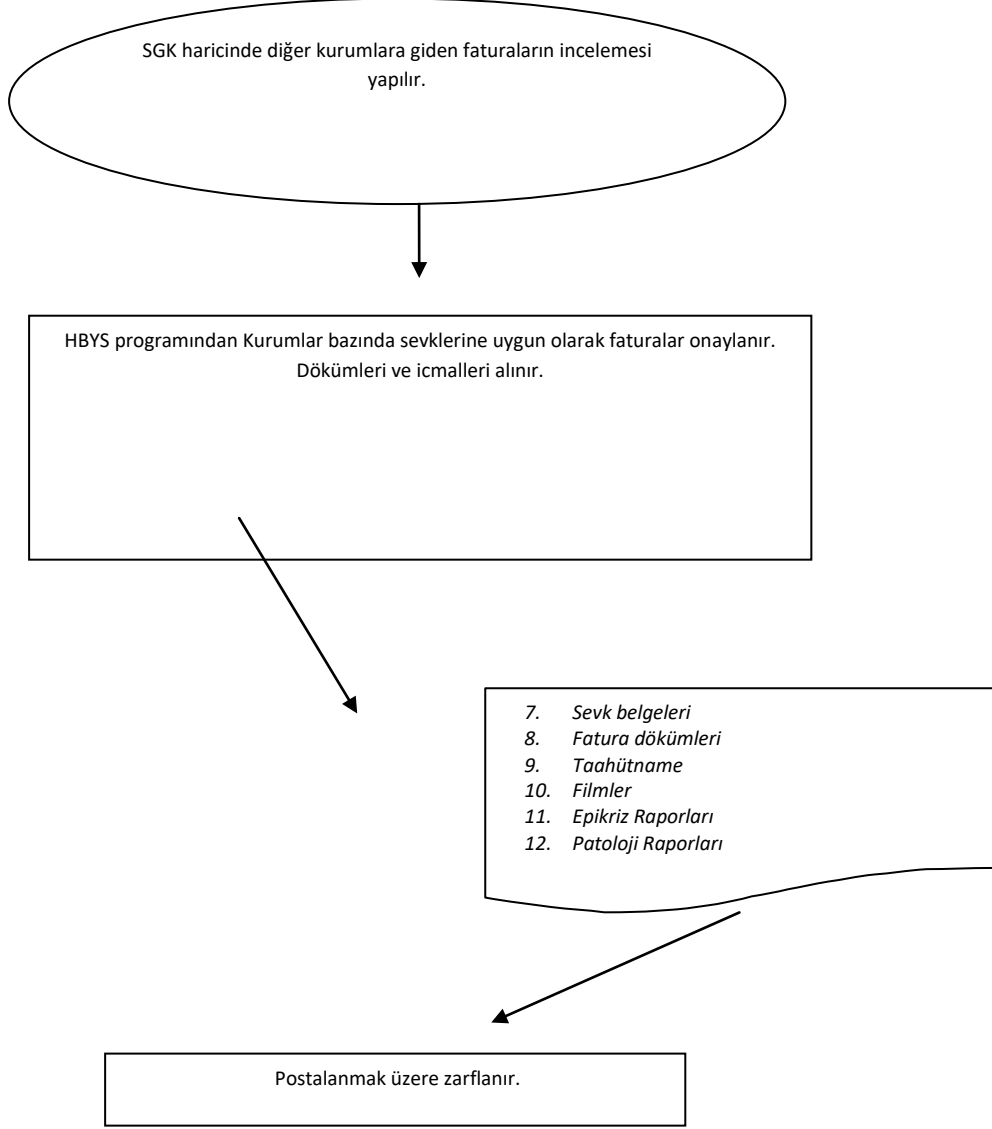 SGK haricinde diğer kurumlara giden faturaların incelemesi
yapılır.
HBYS programından Kurumlar bazında sevklerine uygun olarak faturalar onaylanır.
Dökümleri ve icmalleri alınır.
7. Sevk belgeleri
8. Fatura dökümleri
9. Taahütname
10. Filmler
11. Epikriz Raporları
12. Patoloji Raporları
Postalanmak üzere zarflanır.